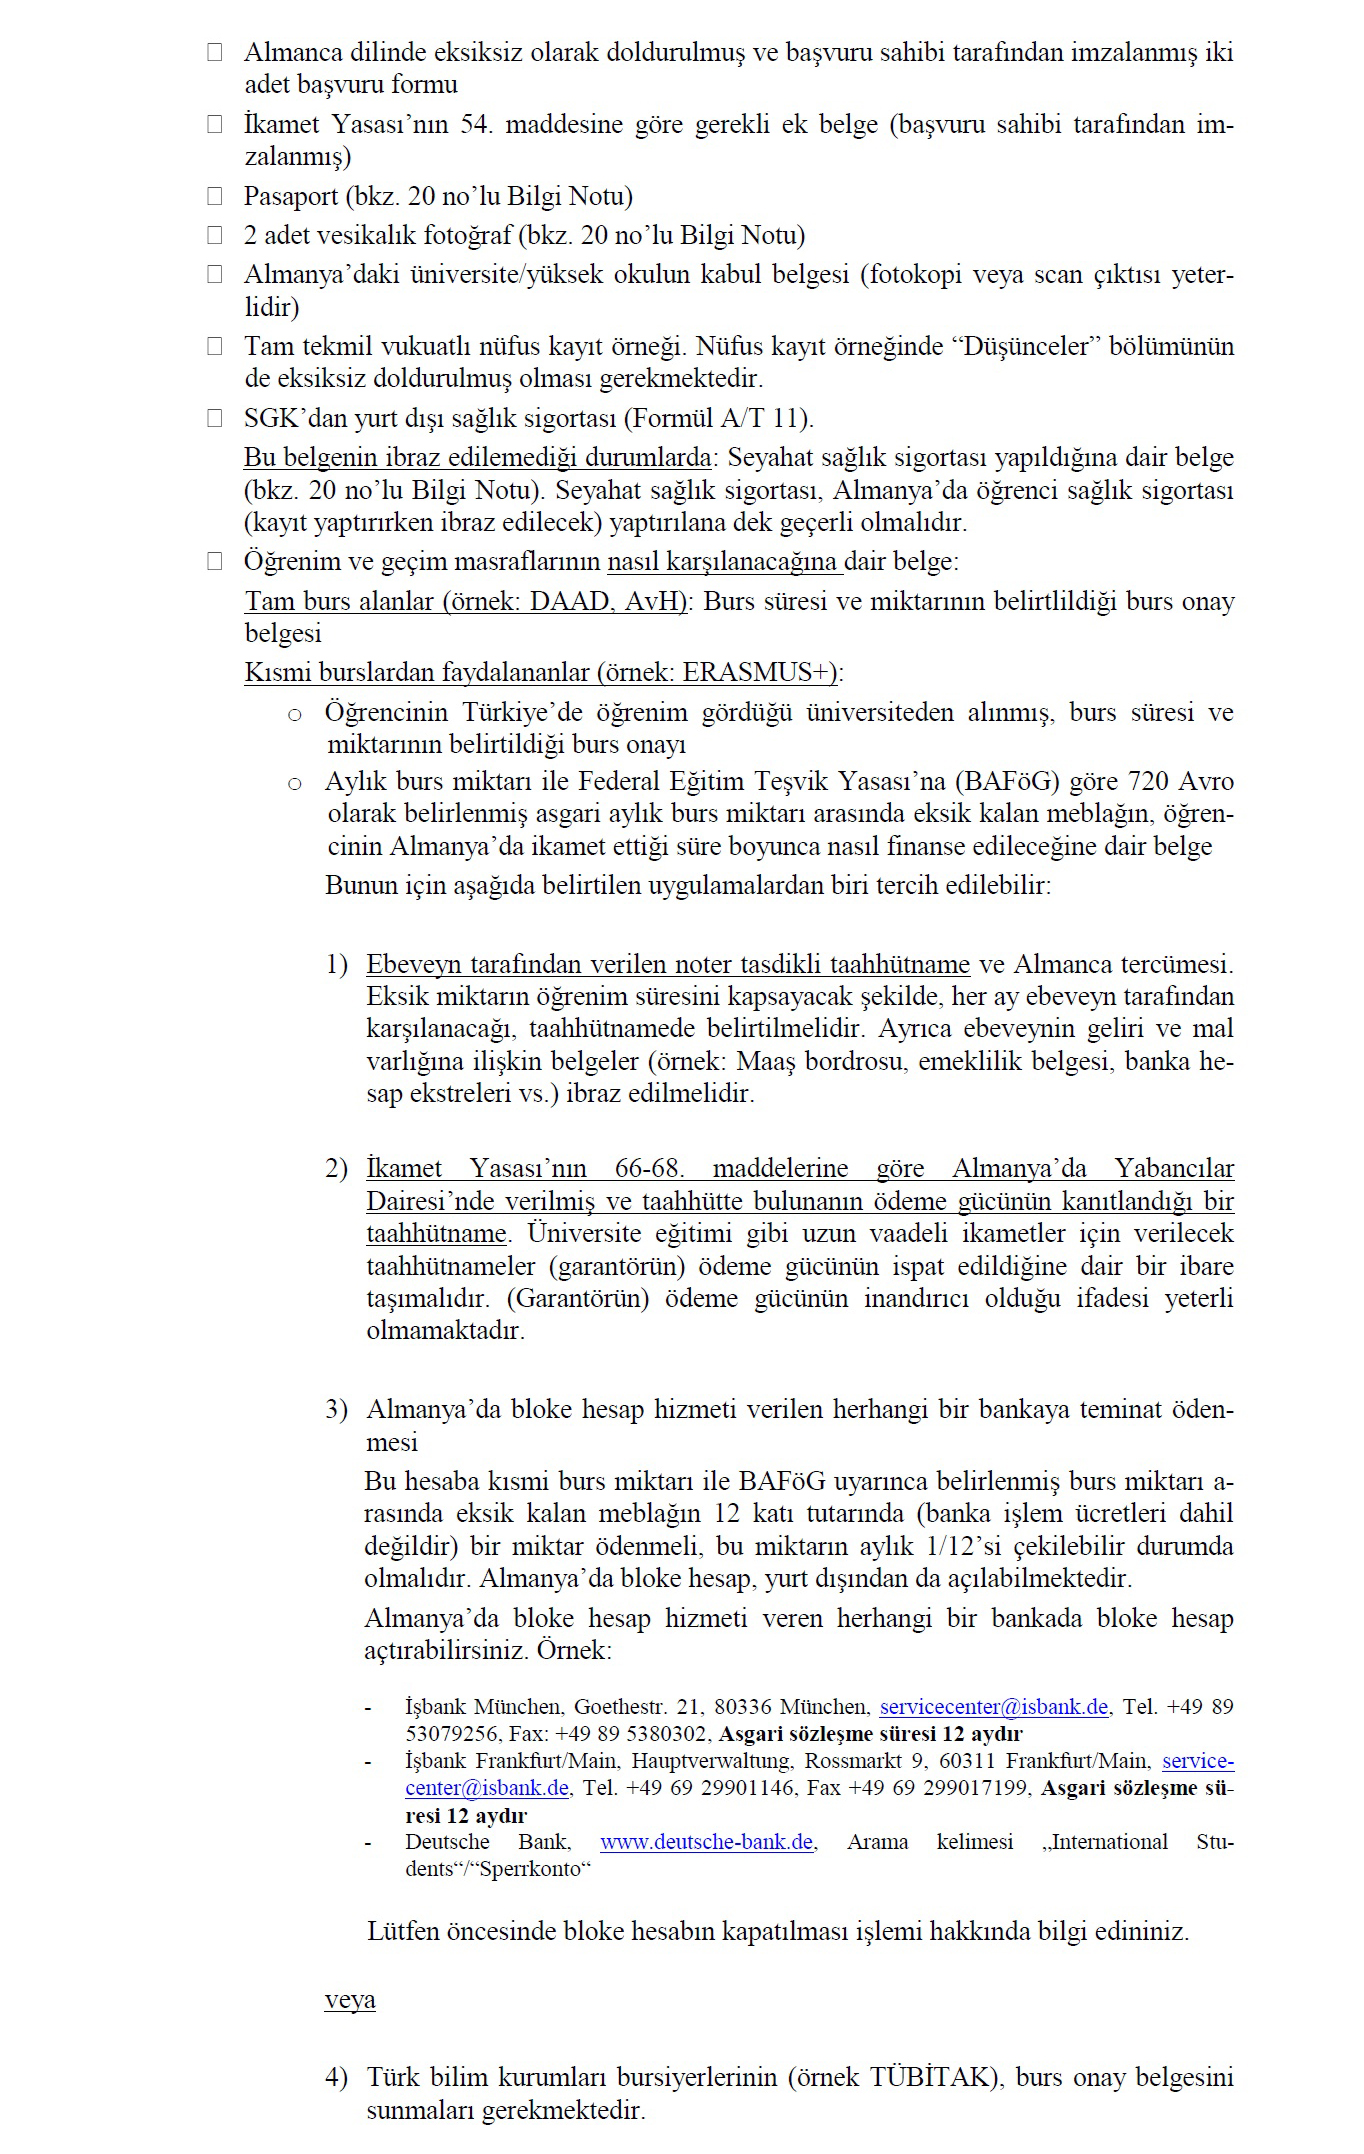 □ Almanca dilinde eksiksiz olarak doldurulmuş ve başvuru sahibi tarafından imzalanmış iki
adet başvuru formu
□ İkamet Yasası’nın 54. maddesine göre gerekli ek belge (başvuru sahibi tarafından im-
zalanmış)
□ Pasaport (bkz. 20 no’lu Bilgi Notu)
□ 2 adet vesikalık fotoğraf (bkz. 20 no’lu Bilgi Notu)
□ Almanya’daki üniversite/yüksek okulun kabul belgesi (fotokopi veya scan çıktısı yeter-
lidir)
□ Tam tekmil vukuatlı nüfus kayıt örneği. Nüfus kayıt örneğinde “Düşünceler” bölümünün
de eksiksiz doldurulmuş olması gerekmektedir.
□ SGK’dan yurt dışı sağlık sigortası (Formül A/T 11).
Bu belgenin ibraz edilemediği durumlarda: Seyahat sağlık sigortası yapıldığına dair belge
(bkz. 20 no’lu Bilgi Notu). Seyahat sağlık sigortası, Almanya’da öğrenci sağlık sigortası
(kayıt yaptırırken ibraz edilecek) yaptırılana dek geçerli olmalıdır.
□ Öğrenim ve geçim masraflarının nasıl karşılanacağına dair belge:
Tam burs alanlar (örnek: DAAD, AvH): Burs süresi ve miktarının belirtlildiği burs onay
belgesi
Kısmi burslardan faydalananlar (örnek: ERASMUS+):
o Öğrencinin Türkiye’de öğrenim gördüğü üniversiteden alınmış, burs süresi ve
miktarının belirtildiği burs onayı
o Aylık burs miktarı ile Federal Eğitim Teşvik Yasası’na (BAFöG) göre 720 Avro
olarak belirlenmiş asgari aylık burs miktarı arasında eksik kalan meblağın, öğren-
cinin Almanya’da ikamet ettiği süre boyunca nasıl finanse edileceğine dair belge
Bunun için aşağıda belirtilen uygulamalardan biri tercih edilebilir:
1) Ebeveyn tarafından verilen noter tasdikli taahhütname ve Almanca tercümesi.
Eksik miktarın öğrenim süresini kapsayacak şekilde, her ay ebeveyn tarafından
karşılanacağı, taahhütnamede belirtilmelidir. Ayrıca ebeveynin geliri ve mal
varlığına ilişkin belgeler (örnek: Maaş bordrosu, emeklilik belgesi, banka he-
sap ekstreleri vs.) ibraz edilmelidir.
2) İkamet Yasası’nın 66-68. maddelerine göre Almanya’da Yabancılar
Dairesi’nde verilmiş ve taahhütte bulunanın ödeme gücünün kanıtlandığı bir
taahhütname. Üniversite eğitimi gibi uzun vaadeli ikametler için verilecek
taahhütnameler (garantörün) ödeme gücünün ispat edildiğine dair bir ibare
taşımalıdır. (Garantörün) ödeme gücünün inandırıcı olduğu ifadesi yeterli
olmamaktadır.
3) Almanya’da bloke hesap hizmeti verilen herhangi bir bankaya teminat öden-
mesi
Bu hesaba kısmi burs miktarı ile BAFöG uyarınca belirlenmiş burs miktarı a-
rasında eksik kalan meblağın 12 katı tutarında (banka işlem ücretleri dahil
değildir) bir miktar ödenmeli, bu miktarın aylık 1/12’si çekilebilir durumda
olmalıdır. Almanya’da bloke hesap, yurt dışından da açılabilmektedir.
Almanya’da bloke hesap hizmeti veren herhangi bir bankada bloke hesap
açtırabilirsiniz. Örnek:
- İşbank München, Goethestr. 21, 80336 München, servicecenter@isbank.de, Tel. +49 89
53079256, Fax: +49 89 5380302, Asgari sözleşme süresi 12 aydır
- İşbank Frankfurt/Main, Hauptverwaltung, Rossmarkt 9, 60311 Frankfurt/Main, service-
center@isbank.de, Tel. +49 69 29901146, Fax +49 69 299017199, Asgari sözleşme sü-
resi 12 aydır
- Deutsche Bank, www.deutsche-bank.de, Arama kelimesi „International Stu-
dents“/“Sperrkonto“
Lütfen öncesinde bloke hesabın kapatılması işlemi hakkında bilgi edininiz.
veya
4) Türk bilim kurumları bursiyerlerinin (örnek TÜBİTAK), burs onay belgesini
sunmaları gerekmektedir.